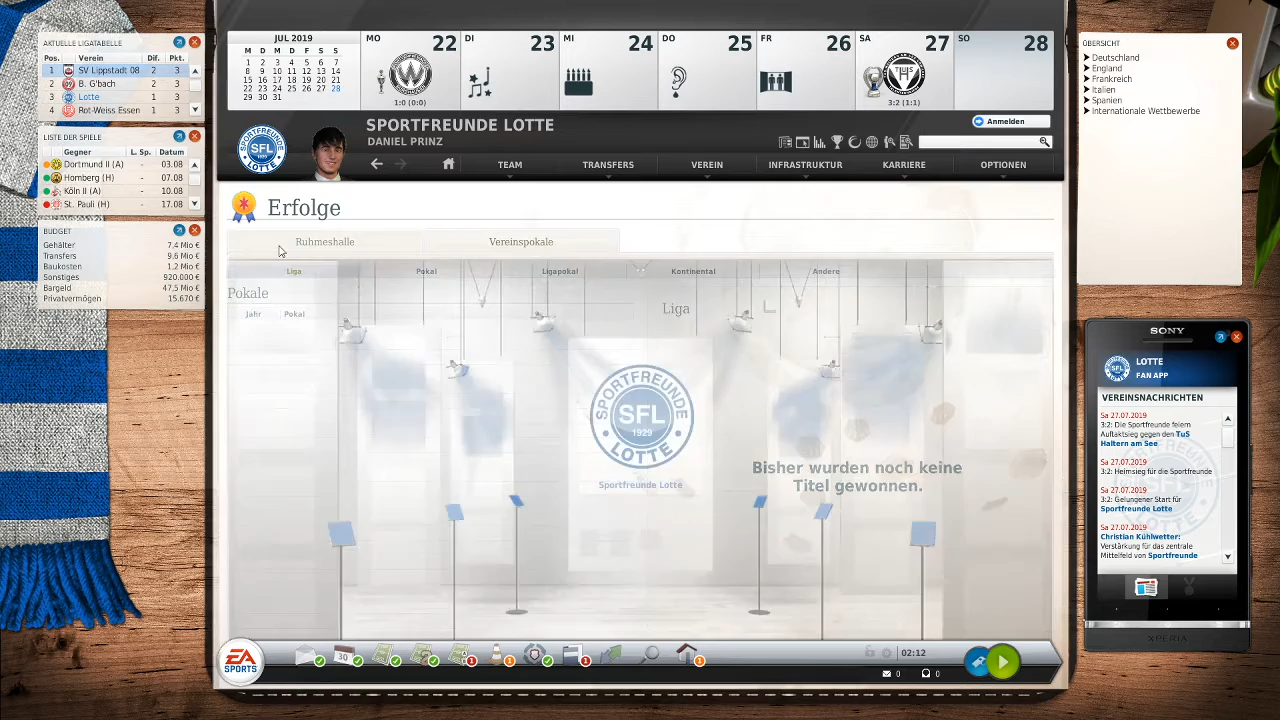 AKTUELLE LIGATABELLE
Pos. Verein Dif. Pkt.
1 SV Lippstadt 08 2 3
2 B. G'bach 2 3
3 Lotte 1 3
4 Rot-Weiss Essen 1 3
LISTE DER SPIELE
Gegner L. Sp. Datum
Dortmund II (A) - 03.08
Homberg (H) - 07.08
Köln II (A) - 10.08
St. Pauli (H) - 17.08
BUDGET
Gehälter 7.4 Mio €
Transfers 9.6 Mio €
Baukosten 1.2 Mio €
Sonstiges 920.000 €
Bargeld 47.5 Mio €
Privatvermögen 15.670 €
JUL 2019
M D M D F S S
1 2 3 4 5 6 7
8 9 10 11 12 13 14
15 16 17 18 19 20 21
22 23 24 25 26 27 28
29 30 31
MO 22
1:0 (0:0)
DI 23
MI 24
DO 25
FR 26
SA 27
3:2 (1:1)
SO 28
SPORTFREUNDE LOTTE
DANIEL PRINZ
Anmelden
TEAM TRANSFERS VEREIN INFRASTRUKTUR KARRIERE OPTIONEN
Erfolge
Ruhmeshalle Vereinspokale
Liga Pokal Ligapokal Kontinental Andere
Pokale
Jahr Pokal
Liga
SPORTFREUNDE
SFL
1929
LOTTE
Sportfreunde Lotte
Bisher wurden noch keine
Titel gewonnen.
EA
SPORTS
30
1
1
1
1
02:12
0 0
ÜBERSICHT
Deutschland
England
Frankreich
Italien
Spanien
Internationale Wettbewerbe
SONY
LOTTE
FAN APP
VEREINSNACHRICHTEN
Sa 27.07.2019
3:2: Die Sportfreunde feiern
Auftaktsieg gegen den TuS
Haltern am See
Sa 27.07.2019
3:2: Heimsieg für die Sportfreunde
Sa 27.07.2019
3:2: Gelungener Start für
Sportfreunde Lotte
Sa 27.07.2019
Christian Kühlwetter:
Verstärkung für das zentrale
Mittelfeld von Sportfreunde
XPERIA